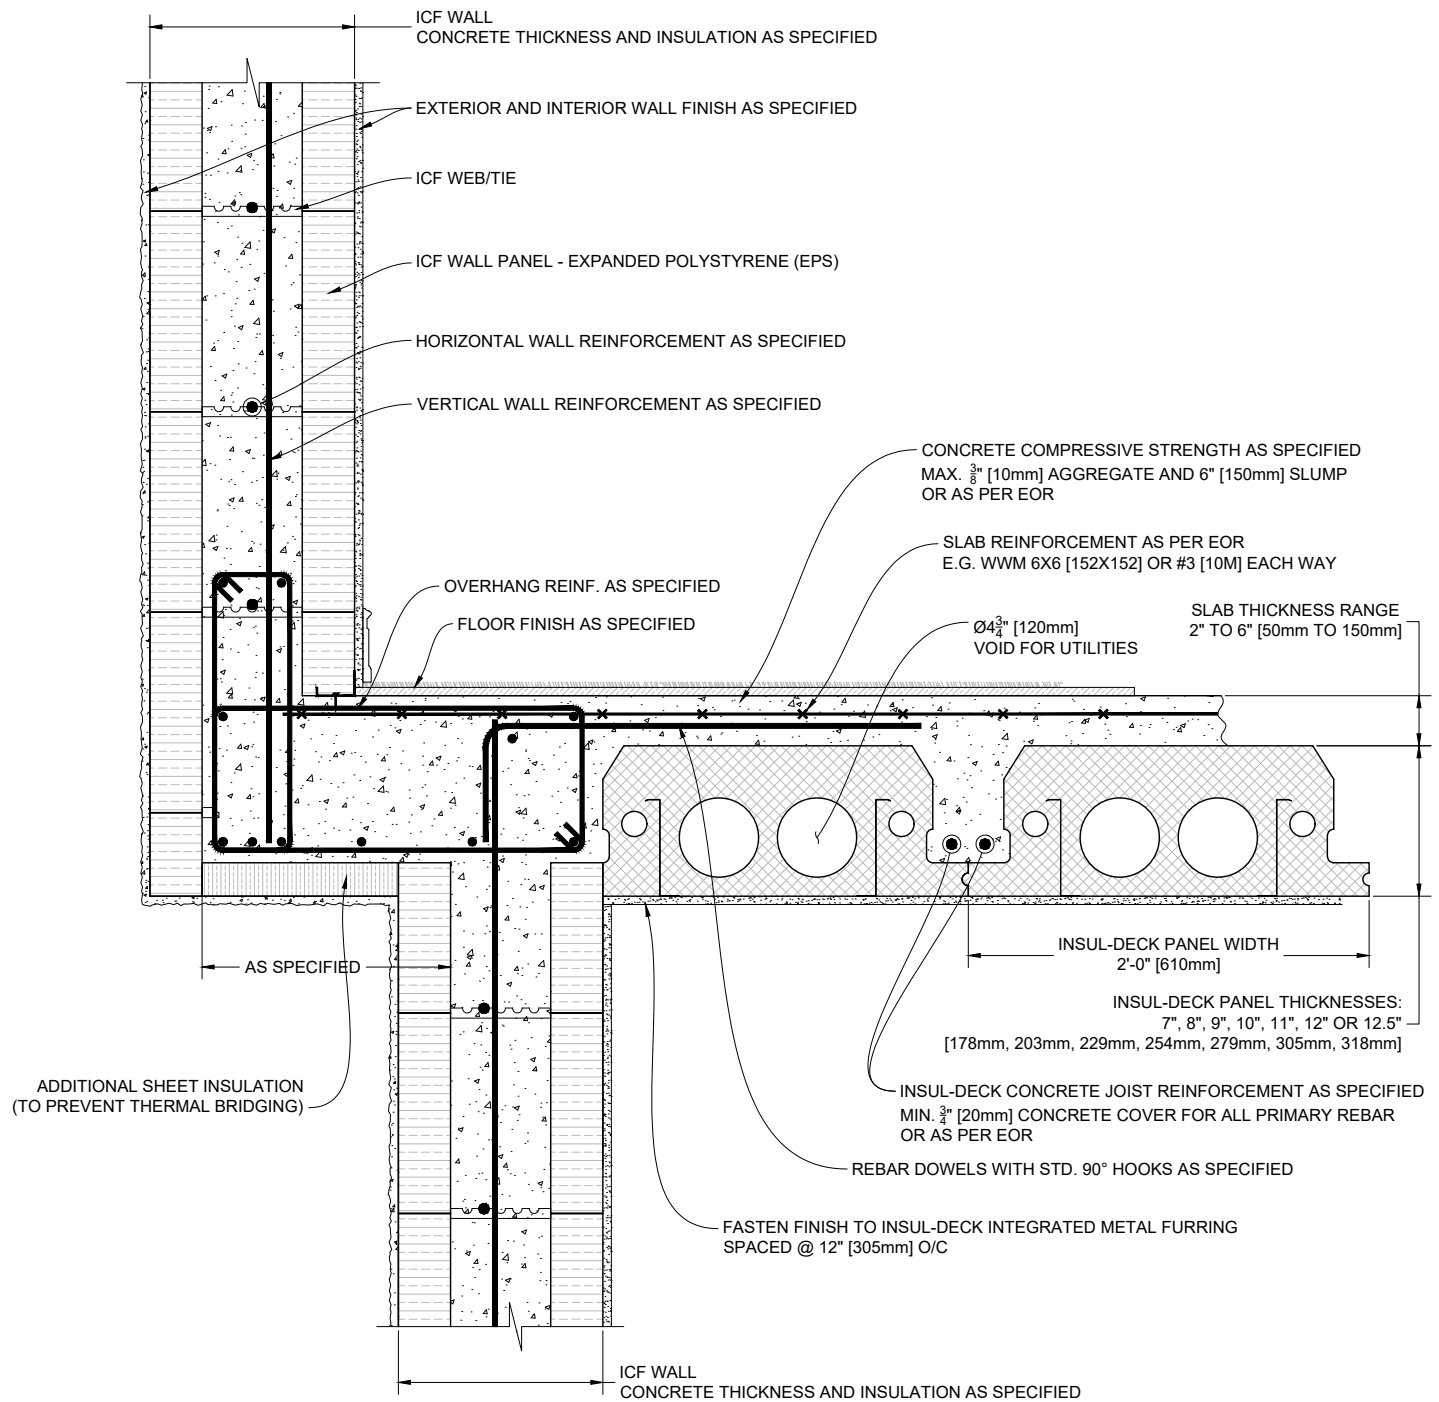 ICF WALL
CONCRETE THICKNESS AND INSULATION AS SPECIFIED
EXTERIOR AND INTERIOR WALL FINISH AS SPECIFIED
ICF WEB/TIE
ICF WALL PANEL - EXPANDED POLYSTYRENE (EPS)
HORIZONTAL WALL REINFORCEMENT AS SPECIFIED
VERTICAL WALL REINFORCEMENT AS SPECIFIED
CONCRETE COMPRESSIVE STRENGTH AS SPECIFIED
MAX. 3/8" [10mm] AGGREGATE AND 6" [150mm] SLUMP
OR AS PER EOR
SLAB REINFORCEMENT AS PER EOR
E.G. WWM 6X6 [152X152] OR #3 [10M] EACH WAY
OVERHANG REINF. AS SPECIFIED
FLOOR FINISH AS SPECIFIED
Ø4 3/4" [120mm]
VOID FOR UTILITIES
SLAB THICKNESS RANGE
2" TO 6" [50mm TO 150mm]
AS SPECIFIED
INSUL-DECK PANEL WIDTH
2'-0" [610mm]
INSUL-DECK PANEL THICKNESSES:
7", 8", 9", 10", 11", 12" OR 12.5"
[178mm, 203mm, 229mm, 254mm, 279mm, 305mm, 318mm]
ADDITIONAL SHEET INSULATION
(TO PREVENT THERMAL BRIDGING)
INSUL-DECK CONCRETE JOIST REINFORCEMENT AS SPECIFIED
MIN. 3/4" [20mm] CONCRETE COVER FOR ALL PRIMARY REBAR
OR AS PER EOR
REBAR DOWELS WITH STD. 90° HOOKS AS SPECIFIED
FASTEN FINISH TO INSUL-DECK INTEGRATED METAL FURRING
SPACED @ 12" [305mm] O/C
ICF WALL
CONCRETE THICKNESS AND INSULATION AS SPECIFIED